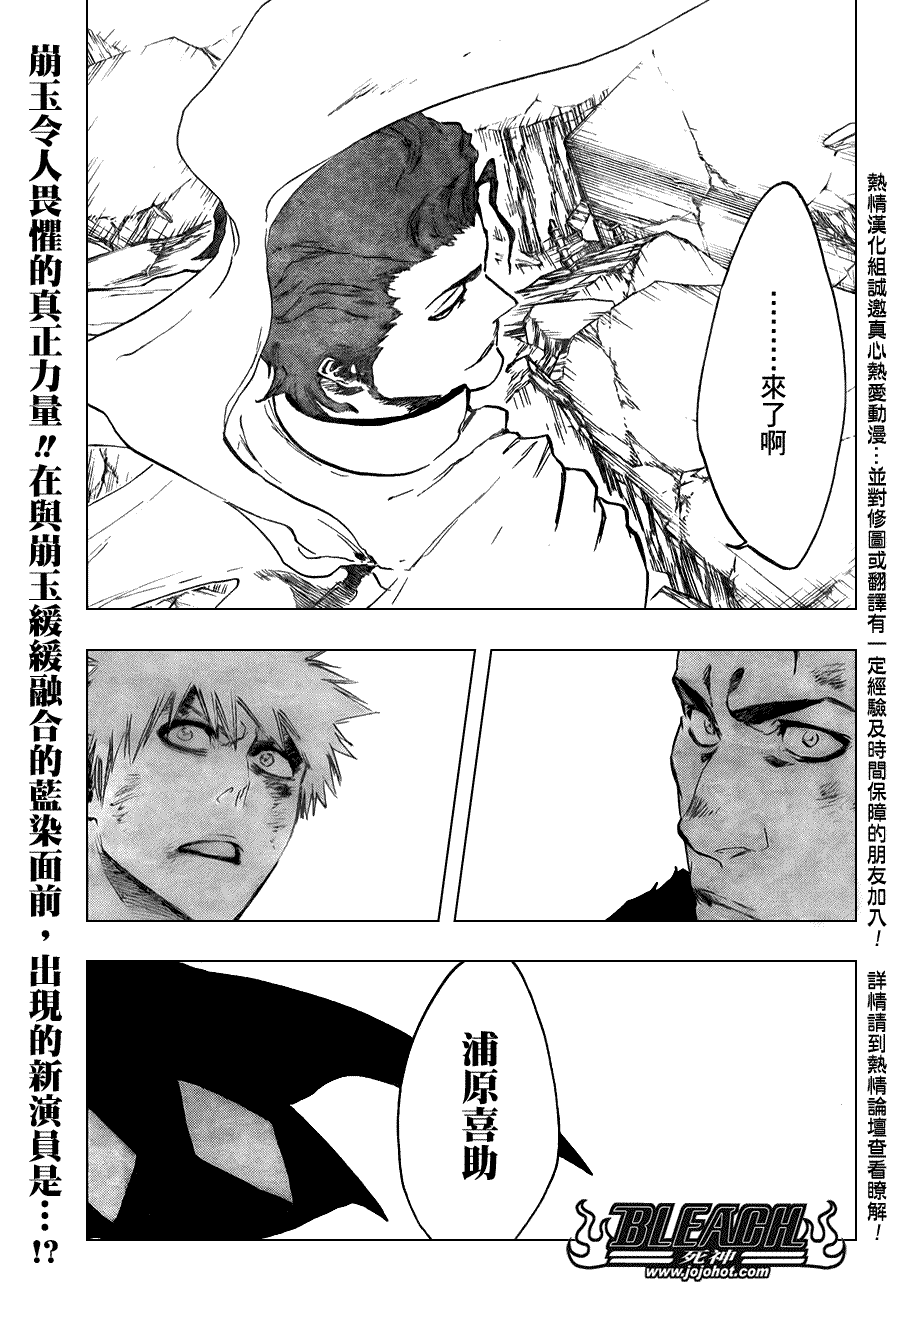 熱情漢化組誠邀真心熱愛動漫…並對修圖或翻譯有一定經驗及時間保障的朋友加入！詳情請到熱情論壇查看瞭解！
………來了啊
浦原喜助
崩玉令人畏懼的真正力量!!在與崩玉緩緩融合的藍染面前，出現的新演員是…!?
BLEACH
死神
www.jojohot.com